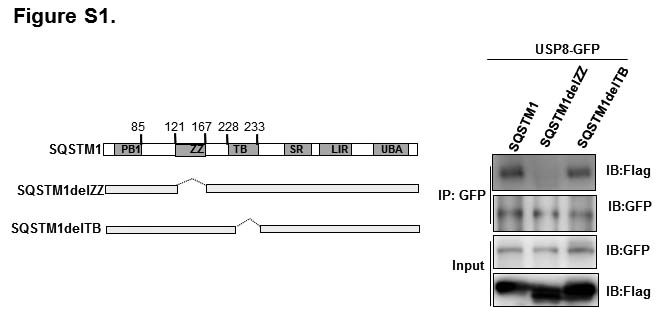 Figure S1.
USP8-GFP
SQSTM1
SQSTM1delZZ
SQSTM1delTB
85 121 167 228 233
SQSTM1 PB1 ZZ TB SR LIR UBA
SQSTM1delZZ
SQSTM1delTB
IP: GFP
IB:Flag
IB:GFP
Input
IB:GFP
IB:Flag